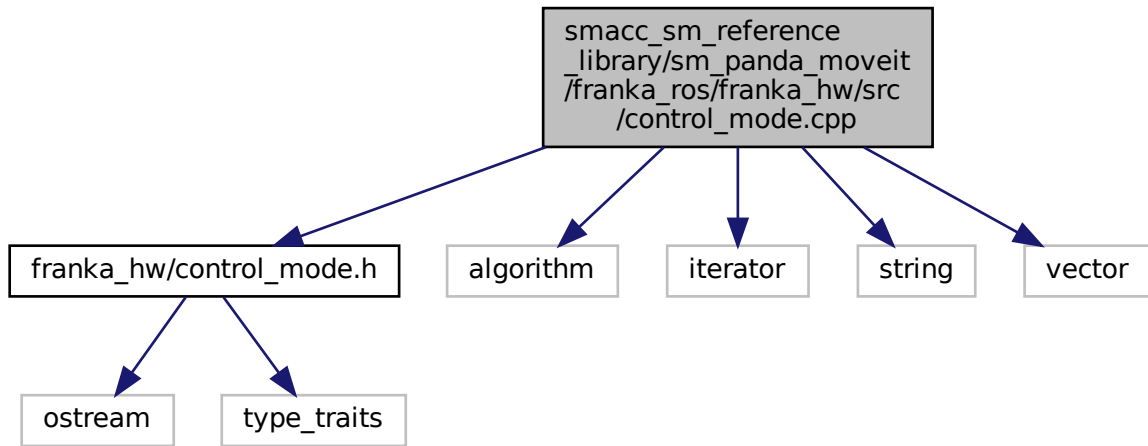 smacc_sm_reference
_library/sm_panda_moveit
/franka_ros/franka_hw/src
/control_mode.cpp
franka_hw/control_mode.h
algorithm
iterator
string
vector
ostream
type_traits